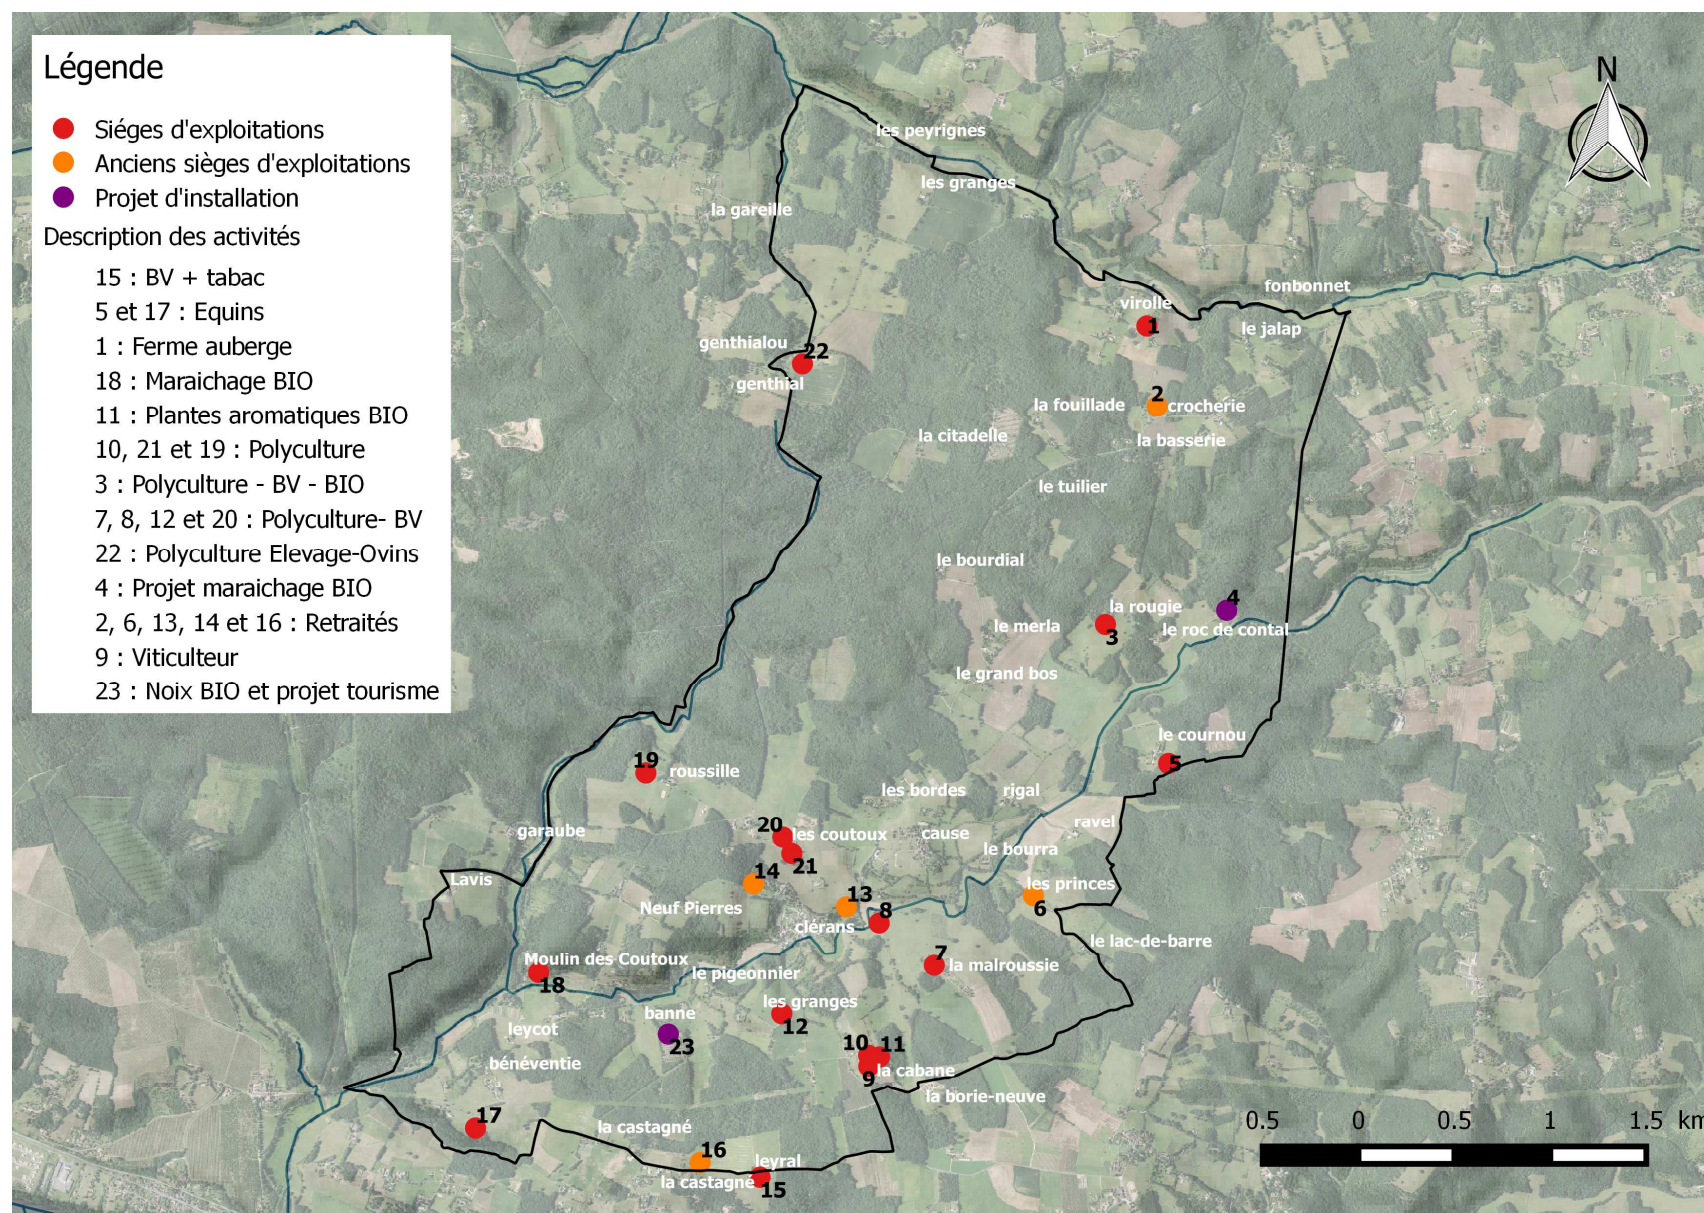 Légende
Siéges d'exploitations
Anciens sièges d'exploitations
Projet d'installation
Description des activités
15 : BV + tabac
5 et 17 : Equins
1 : Ferme auberge
18 : Maraichage BIO
11 : Plantes aromatiques BIO
10, 21 et 19 : Polyculture
3 : Polyculture - BV - BIO
7, 8, 12 et 20 : Polyculture- BV
22 : Polyculture Elevage-Ovins
4 : Projet maraichage BIO
2, 6, 13, 14 et 16 : Retraités
9 : Viticulteur
23 : Noix BIO et projet tourisme
N
les peyrignes
les granges
la gareille
fonbonnet
virolle
1
le jalap
genthialou
22
genthial
2
la fouillade
crocherie
la citadelle
la basserie
le tuilier
le bourdial
4
la rougie
le merla
3
le roc de contal
le grand bos
le cournou
5
19
roussille
les bordes
rigal
garaube
20
les coutoux
cause
ravel
le bourra
21
14
Lavis
les princes
13
6
Neuf Pierres
8
clérans
le lac-de-barre
7
la malroussie
Moulin des Coutoux
le pigeonnier
18
les granges
12
banne
23
leycot
bénéventie
10
11
9
la cabane
la borie-neuve
17
la castagné
16
leyral
la castagné
15
0.5 0 0.5 1 1.5 km